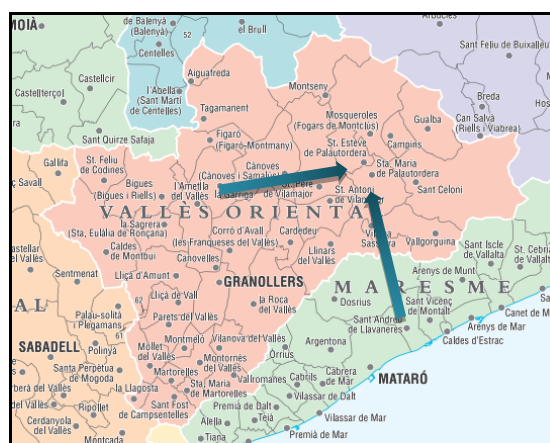 MOIÀ
de Balenyà
(Balenyà)
52
el Brull
Arbúcies
Centelles
Sant Feliu de Buixalleu
Castellcir
Aiguafreda
Castellterçol
l'Abella
(Sant Martí
de Centelles)
Montseny
Breda
Tagamanent
Mosqueroles
(Fogars de Montclús)
Gualba
Can Salvà
(Riells i Viabrea)
Sant Quirze Safaja
Figaró
(Figaró-Montmany)
St. Esteve
de Palautordera
Campins
Gallifa
St. Feliu
de Codines
Cànoves
(Cànoves i Samalús)
Sta. Maria
de Palautordera
Savall
Bigues
(Bigues i Riells)
l'Ametlla
del Vallès
la Garriga
St. Pere
de Vilamajor
St. Antoni
de Vilamajor
Sant Celoni
VALLÈS ORIENTAL
la Sagrera
(Sta. Eulàlia de Ronçana)
Corró d'Avall
(les Franqueses del Vallès)
Cardedeu
Vallgorguina
Sant Iscle
de Vallalta
St. Cebrià
de Vallalta
Caldes
de Montbui
Canovelles
Llinars
del Vallès
Arenys de Munt
Sentmenat
Lliçà d'Amunt
GRANOLLERS
MARESME
62
Lliçà de Vall
la Roca
del Vallès
Dosrius
Sant Vicenç
de Montalt
Canet de Mar
Palau-solità
i Plegamans
Parets del Vallès
Sant Andreu
de Llavaneres
Arenys de Mar
61
SABADELL
Polinyà
Montmeló
Vilanova del Vallès
Argentona
Caldes d'Estrac
Mollet
del Vallès
Montornès
del Vallès
Òrrius
Santa Perpètua
de Mogoda
Martorelles
Vallromanes
Cabrils
Cabrera
de Mar
MATARÓ
la Llagosta
Sta. Maria
de Martorelles
Vilassar de Dalt
Ripollet
Sant Fost
de Campsentelles
Premià de Dalt
Vilassar de Mar
Cerdanyola
del Vallès
Alella
Teià
Montcada
Tiana
Premià de Mar